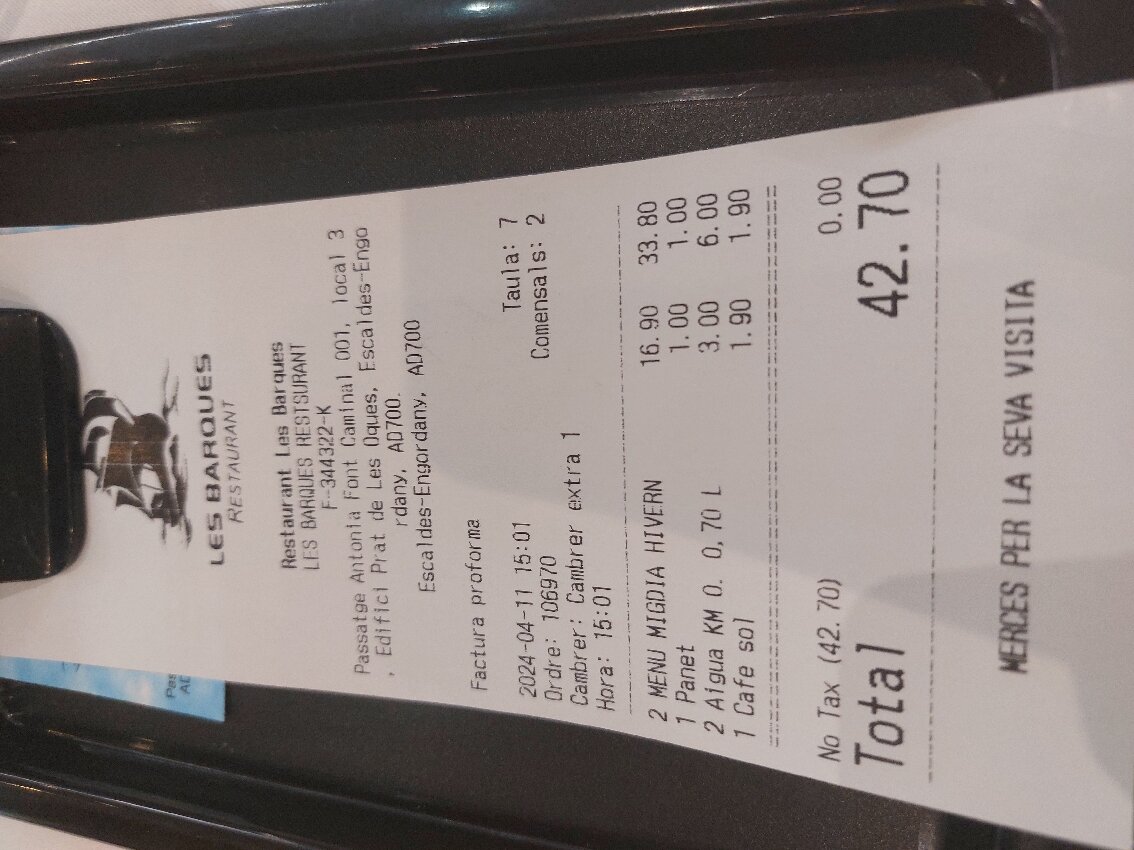 LES BARQUES
RESTAURANT
Restaurant Les Barques
LES BARQUES RESTSURANT
F-344322-K
Passatge Antonia Font Caminal 001, local 3
, Edifici Prat de Les Oques, Escaldes-Engo
rdany, AD700.
Escaldes-Engordany, AD700
Factura proforma
2024-04-11 15:01 Taula: 7
Ordre: 106970 Comensals: 2
Cambrer: Cambrer extra 1
Hora: 15:01
2 MENU MIGDIA HIVERN 16.90 33.80
1 Panet 1.00 1.00
2 Aigua KM 0. 0,70 L 3.00 6.00
1 Cafe sol 1.90 1.90
No Tax (42.70) 0.00
Total 42.70
MERCES PER LA SEVA VISITA